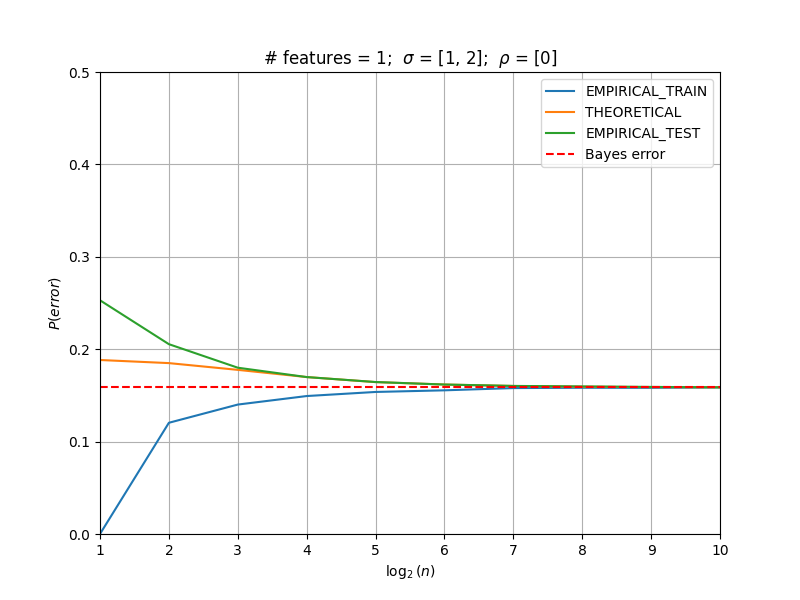 # features = 1; σ = [1, 2]; ρ = [0]
EMPIRICAL_TRAIN
THEORETICAL
EMPIRICAL_TEST
Bayes error
P(error)
0.5
0.4
0.3
0.2
0.1
0.0
1 2 3 4 5 6 7 8 9 10
log₂ (n)